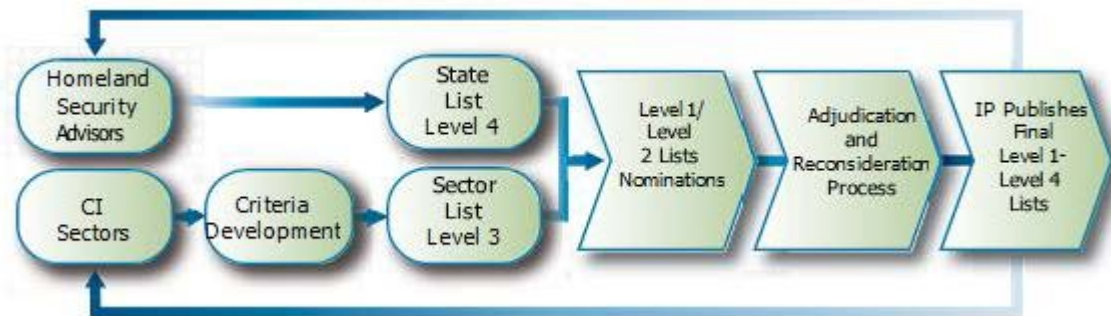 Homeland
Security
Advisors
State
List
Level 4
Level 1/
Level
2 Lists
Nominations
Adjudication
and
Reconsideration
Process
IP Publishes
Final
Level 1-
Level 4
Lists
CI
Sectors
Criteria
Development
Sector
List
Level 3